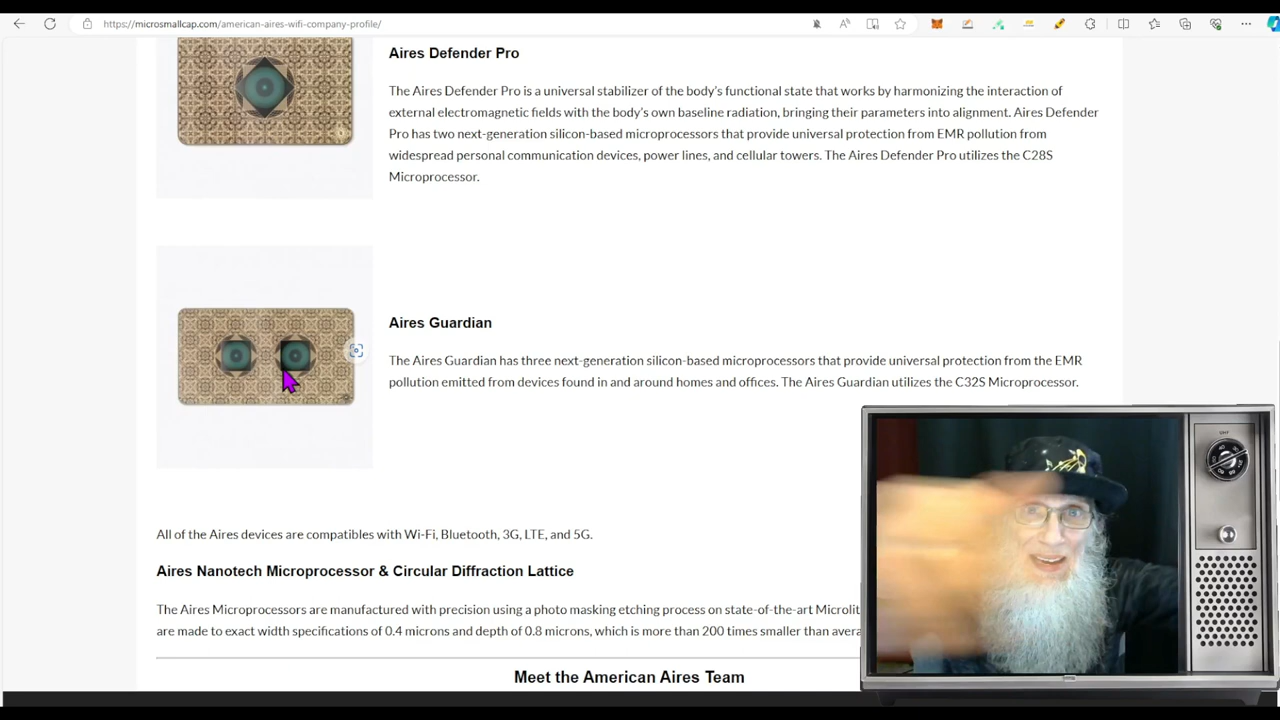 https://microsmallcap.com/american-aires-wifi-company-profile/
Aires Defender Pro
The Aires Defender Pro is a universal stabilizer of the body's functional state that works by harmonizing the interaction of
external electromagnetic fields with the body's own baseline radiation, bringing their parameters into alignment. Aires Defender
Pro has two next-generation silicon-based microprocessors that provide universal protection from EMR pollution from
widespread personal communication devices, power lines, and cellular towers. The Aires Defender Pro utilizes the C28S
Microprocessor.
Aires Guardian
The Aires Guardian has three next-generation silicon-based microprocessors that provide universal protection from the EMR
pollution emitted from devices found in and around homes and offices. The Aires Guardian utilizes the C32S Microprocessor.
All of the Aires devices are compatible with Wi-Fi, Bluetooth, 3G, LTE, and 5G.
Aires Nanotech Microprocessor & Circular Diffraction Lattice
The Aires Microprocessors are manufactured with precision using a photo masking etching process on state-of-the-art
are made to exact width specifications of 0.4 microns and depth of 0.8 microns, which is more than 200 times smaller than
Meet the American Aires Team